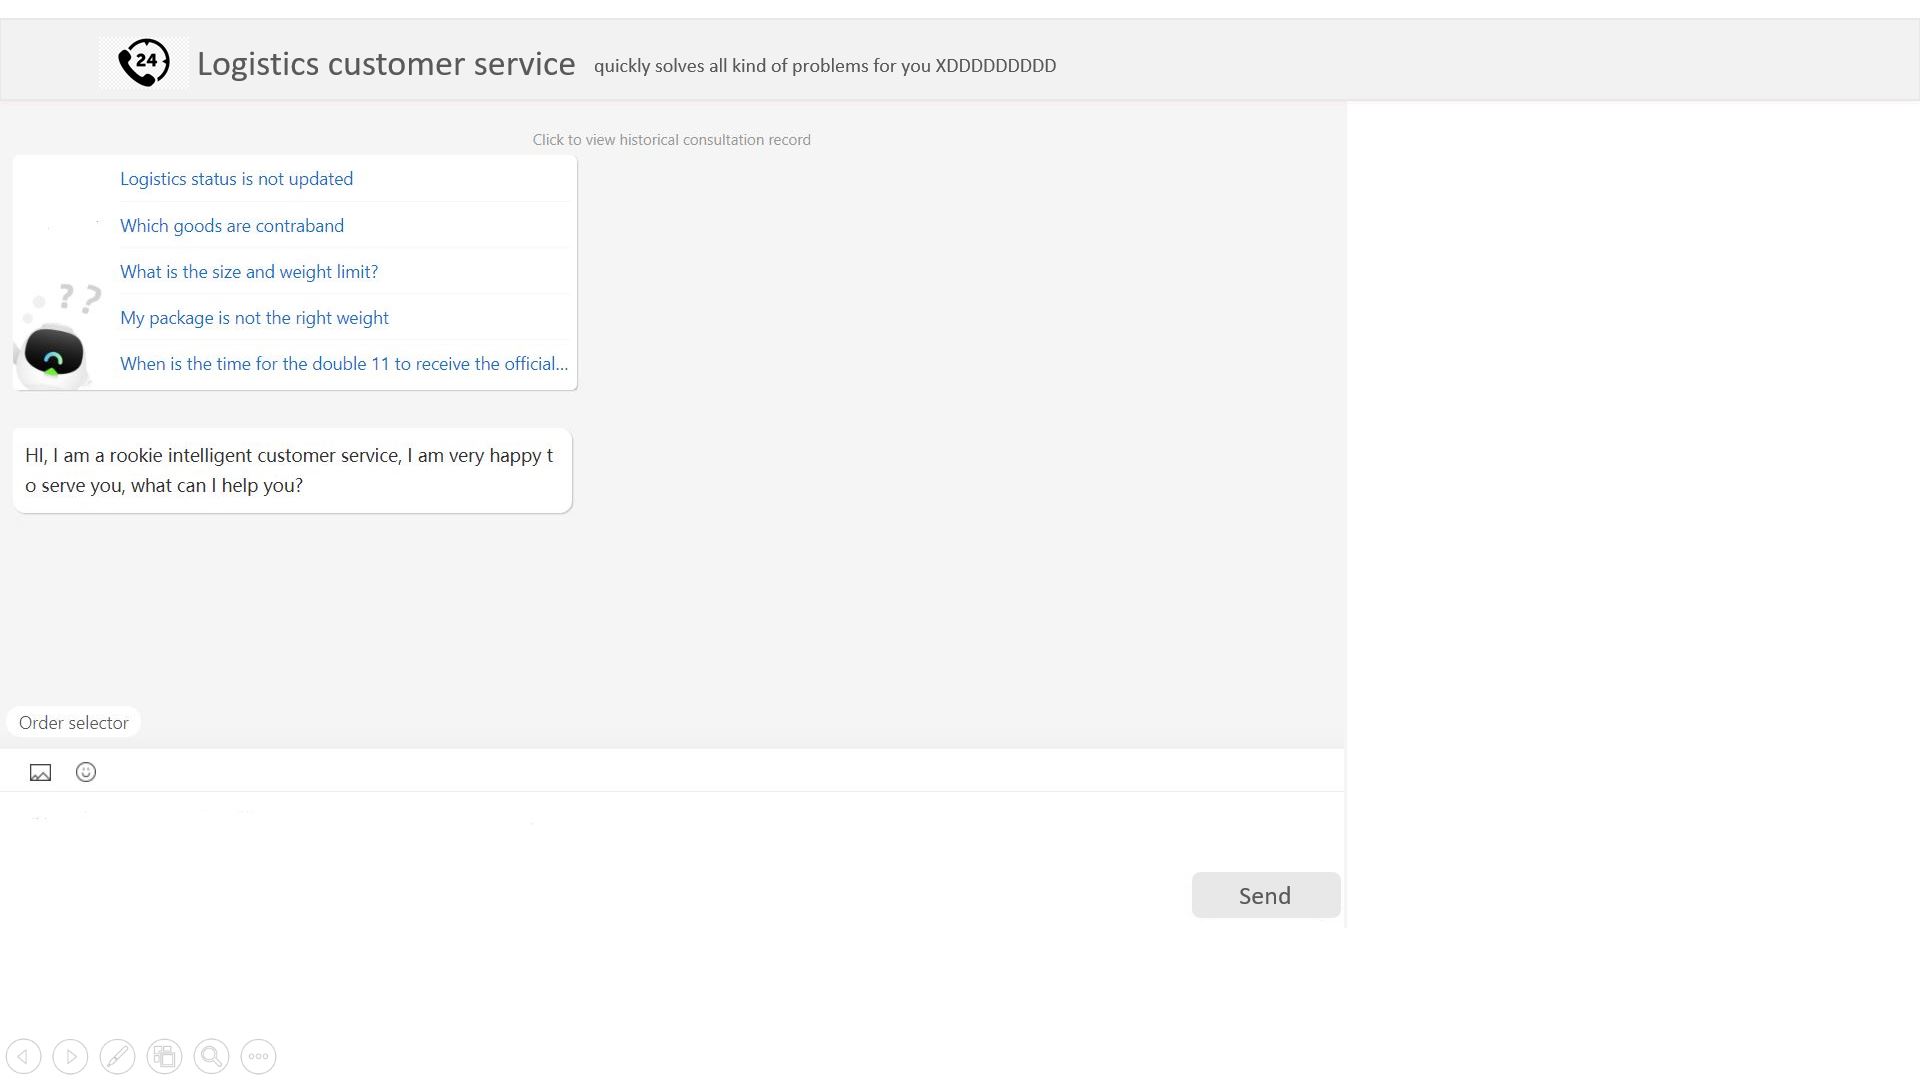 24
Logistics customer service quickly solves all kind of problems for you XDDDDDDDDD
Click to view historical consultation record
Logistics status is not updated
Which goods are contraband
What is the size and weight limit?
My package is not the right weight
When is the time for the double 11 to receive the official...
??
HI, I am a rookie intelligent customer service, I am very happy t
o serve you, what can I help you?
Order selector
Send